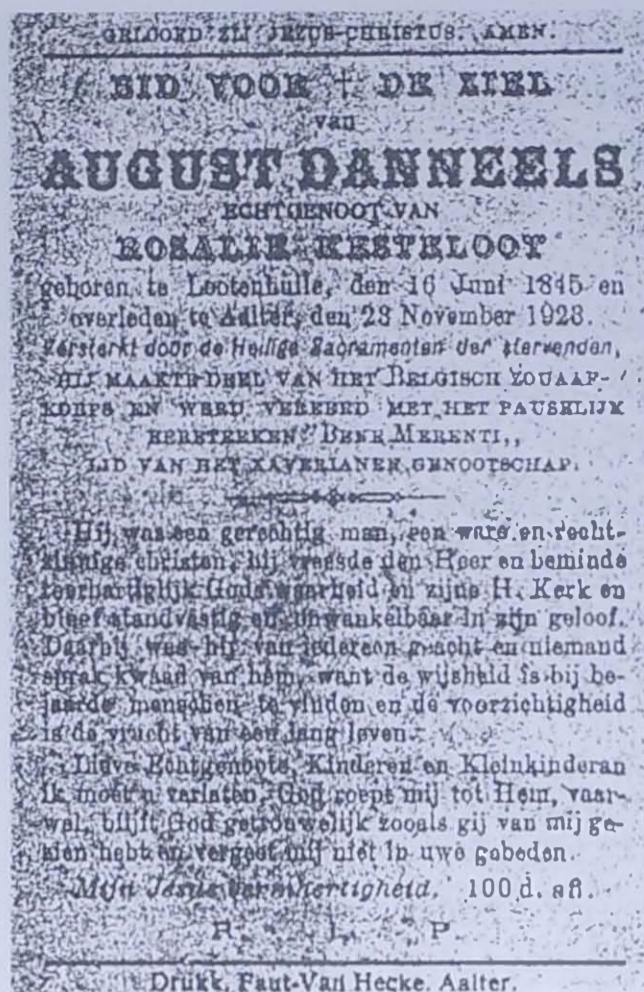 GELOOFD ZIJ JEZUS-CHRISTUS. AMEN.
BID VOOR † DE ZIEL
van
AUGUST DANNEELS
ECHTGENOOT VAN
ROSALIE KESTELOOT
geboren te Lootenhulle, den 16 Juni 1845 en
overleden te Aalter, den 23 November 1928.
Versterkt door de Heilige Sacramenten der stervenden,
HIJ MAAKTE DEEL VAN HET BELGISCH ZOUAAF-
KORPS EN WERD VEREERD MET HET PAUSELIJK
EERETEEKEN "BENE MERENTI,,
LID VAN HET XAVERIANEN GENOOTSCHAP.
Hij was een gerechtig man, een ware en recht-
zinnige christen, hij vreesde den Heer en beminde
teerhartiglijk Gods waarheid en zijne H. Kerk en
bleef standvastig en onwankelbaar in zijn geloof.
Daarbij was hij van iedereen geacht en niemand
sprak kwaad van hem, want de wijsheid is bij be-
jaarde menschen te vinden en de voorzichtigheid
is de vrucht van een lang leven.
Lieve Echtgenoote, Kinderen en Kleinkinderen
ik moet u verlaten, God roept mij tot Hem, vaar-
wel, blijft God getrouwelijk zooals gij van mij ge-
zien hebt en vergeet mij niet in uwe gebeden.
Mijn Jesus barmhertigheid. 100 d. afl.
R. I. P.
Drukk. Faut-Van Hecke. Aalter.